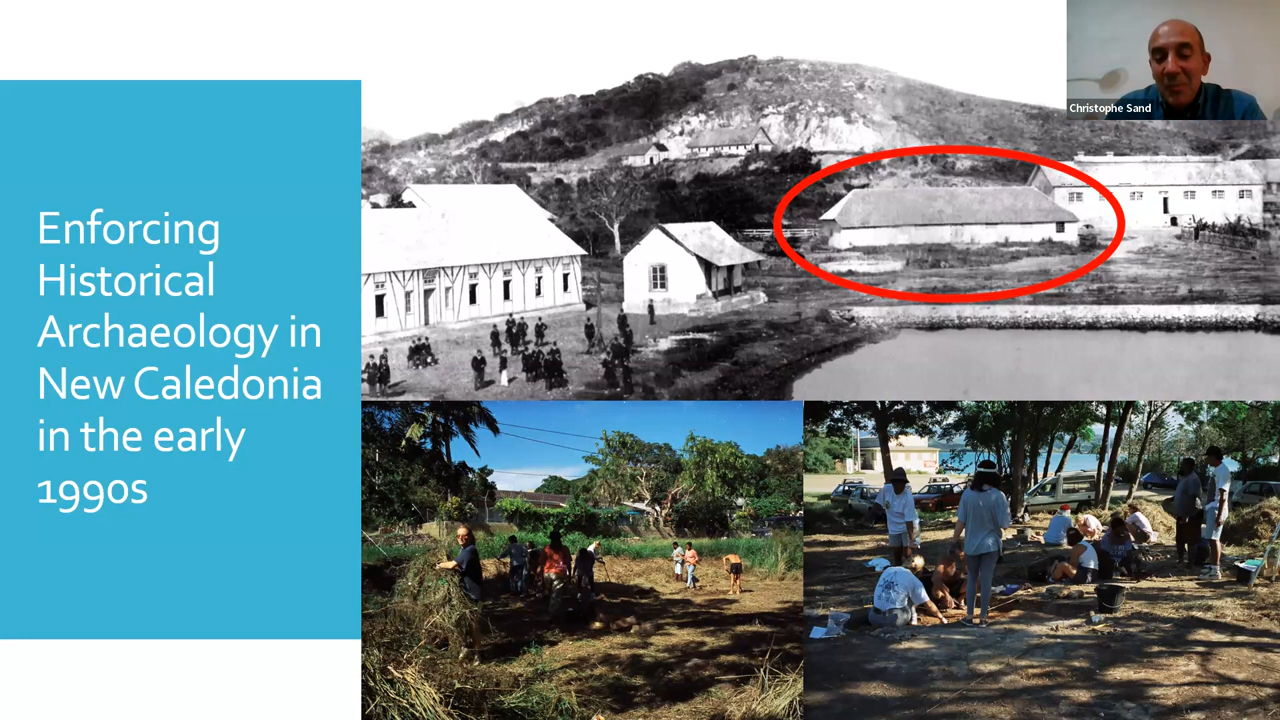 Enforcing
Historical
Archaeology in
New Caledonia
in the early
1990s
Christophe Sand